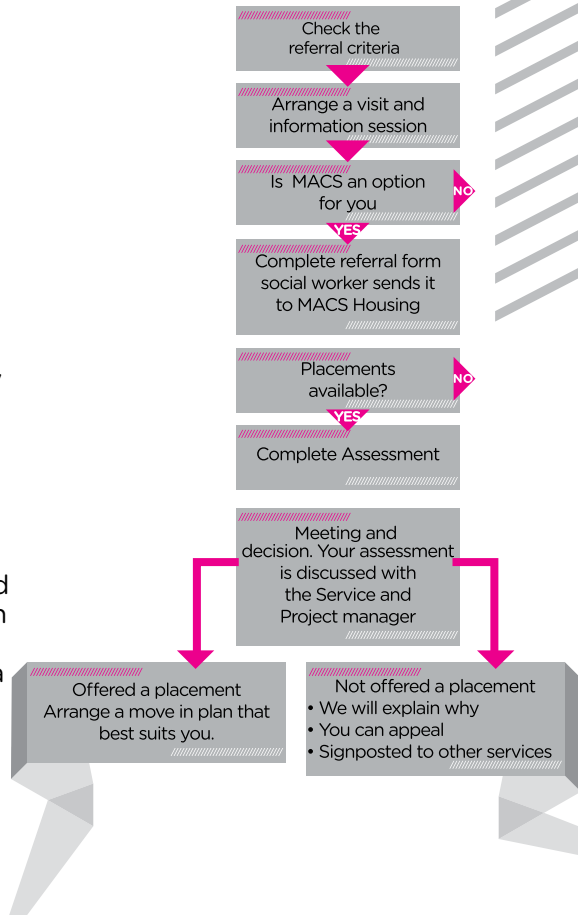 Check the
referral criteria
Arrange a visit and
information session
Is MACS an option
for you
NO
YES
Complete referral form
social worker sends it
to MACS Housing
Placements
available?
NO
YES
Complete Assessment
Meeting and
decision. Your assessment
is discussed with
the Service and
Project manager
Offered a placement
Arrange a move in plan that
best suits you.
Not offered a placement
• We will explain why
• You can appeal
• Signposted to other services